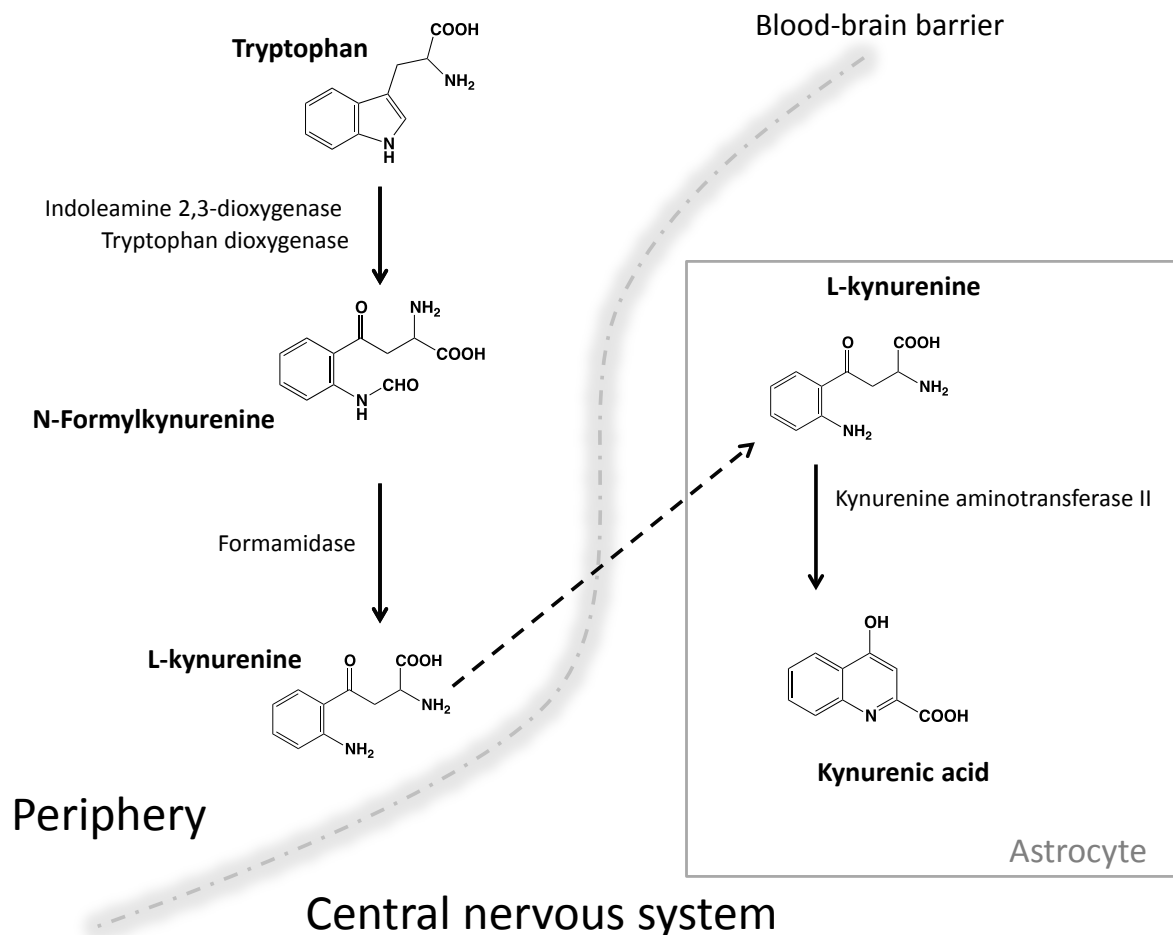 Tryptophan
COOH
NH2
N
H
Blood-brain barrier
Indoleamine 2,3-dioxygenase
Tryptophan dioxygenase
O
NH2
COOH
CHO
N
H
N-Formylkynurenine
Formamidase
L-kynurenine
O
COOH
NH2
NH2
Periphery
L-kynurenine
O
COOH
NH2
NH2
Kynurenine aminotransferase II
OH
N
COOH
Kynurenic acid
Astrocyte
Central nervous system